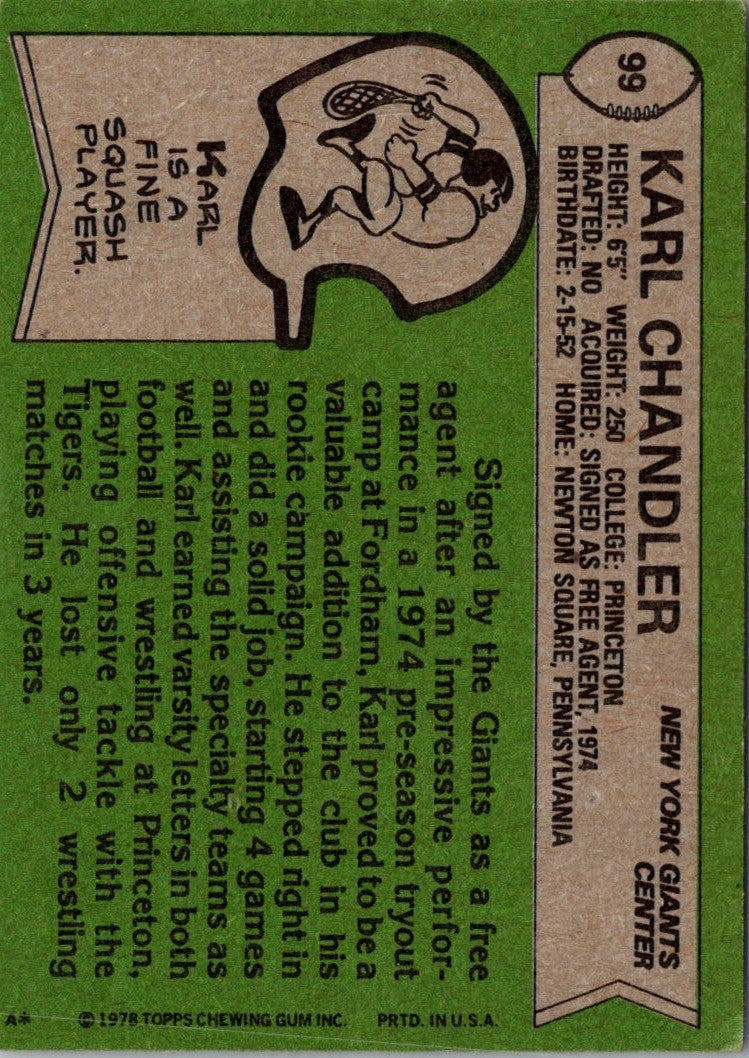 99
KARL CHANDLER
NEW YORK GIANTS
CENTER
HEIGHT: 6'5" WEIGHT: 250 COLLEGE: PRINCETON
DRAFTED: NO ACQUIRED: SIGNED AS FREE AGENT, 1974
BIRTHDATE: 2-15-52 HOME: NEWTON SQUARE, PENNSYLVANIA
KARL
IS A
FINE
SQUASH
PLAYER.
Signed by the Giants as a free
agent after an impressive perfor-
mance in a 1974 pre-season tryout
camp at Fordham, Karl proved to be a
valuable addition to the club in his
rookie campaign. He stepped right in
and did a solid job, starting 4 games
and assisting the specialty teams as
well. Karl earned varsity letters in both
football and wrestling at Princeton,
playing offensive tackle with the
Tigers. He lost only 2 wrestling
matches in 3 years.
A* © 1978 TOPPS CHEWING GUM INC. PRTD. IN U.S.A.